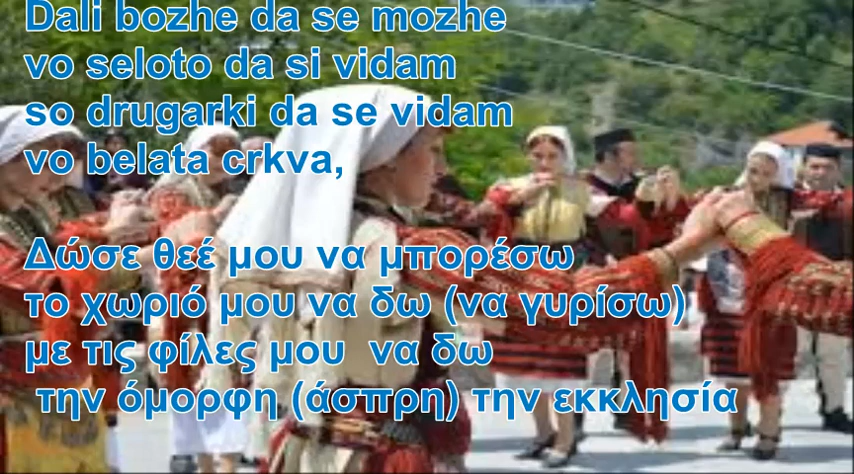 Dali bozhe da se mozhe
vo seloto da si vidam
so drugarki da se vidam
vo belata crkva,
Δώσε θεέ μου να μπορέσω
το χωριό μου να δω (να γυρίσω)
με τις φίλες μου να δω
την όμορφη (άσπρη) την εκκλησία